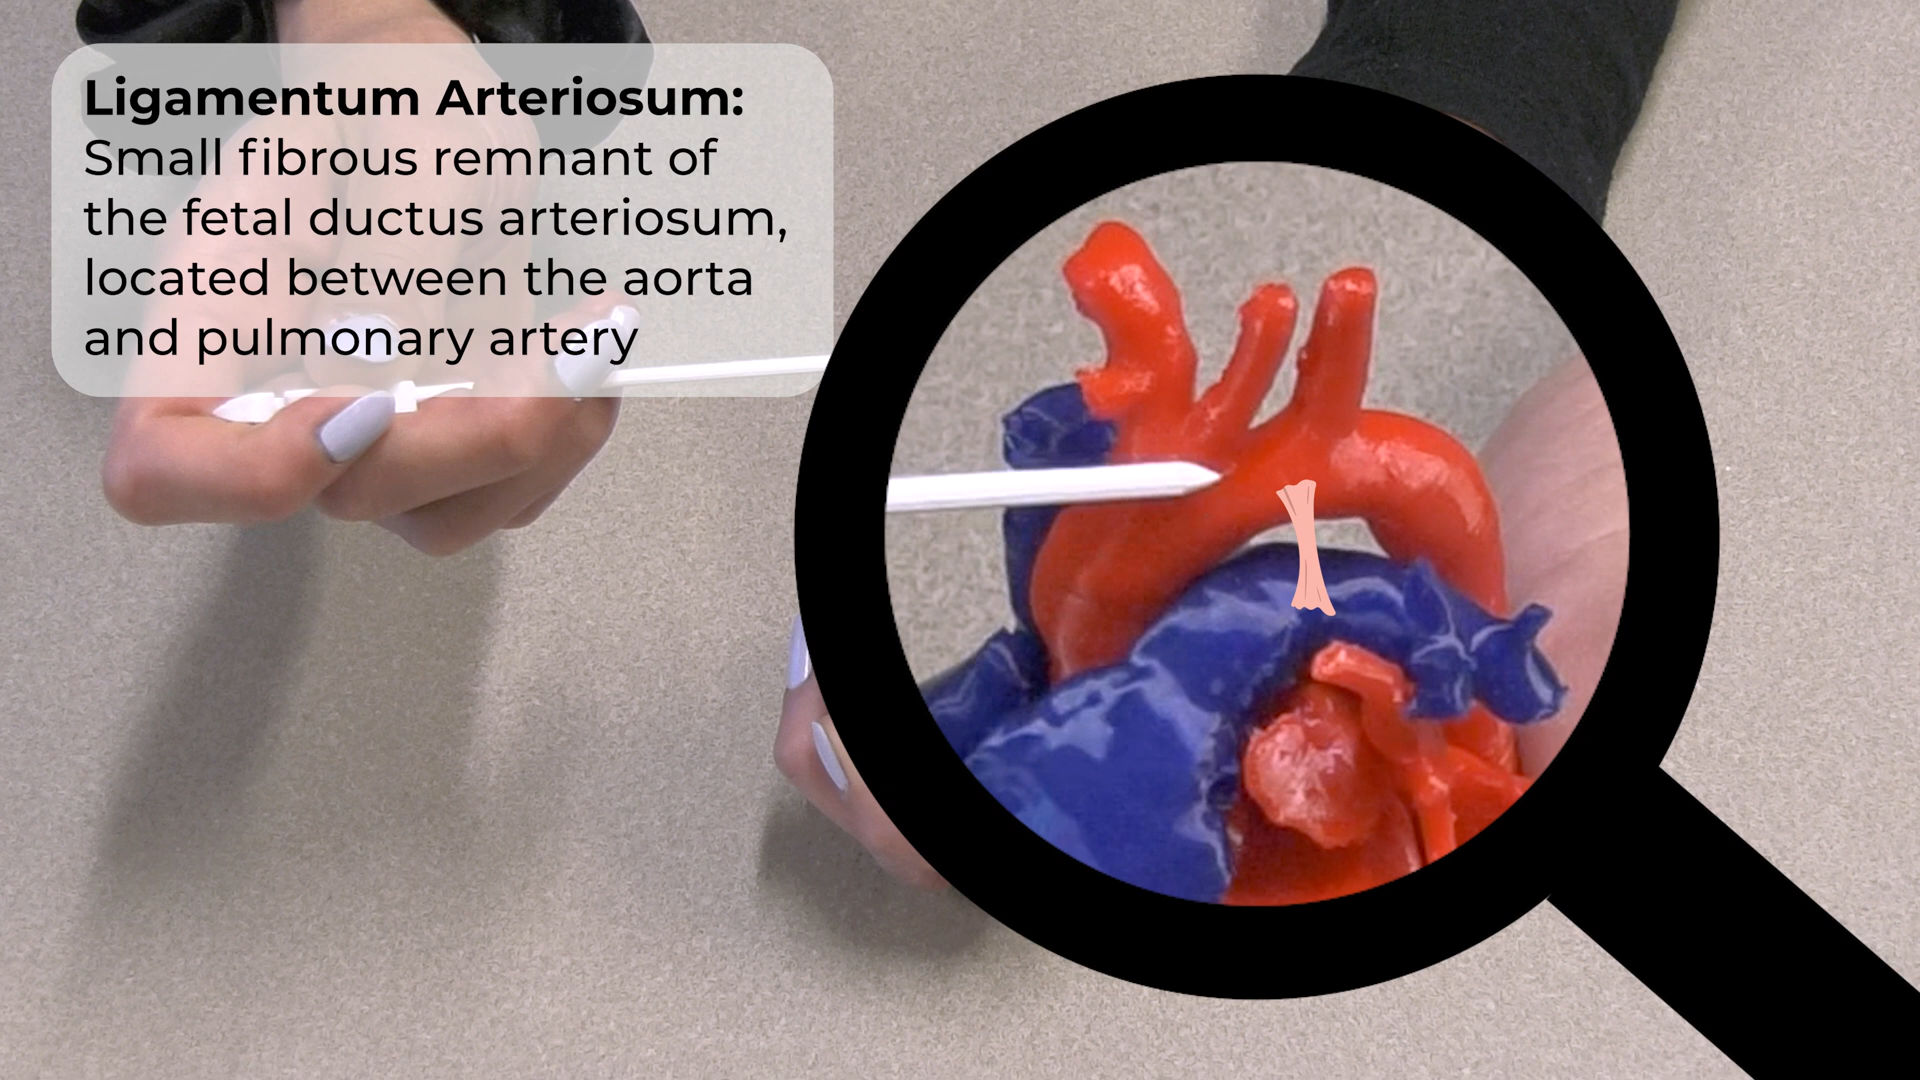 Ligamentum Arteriosum:
Small fibrous remnant of
the fetal ductus arteriosum,
located between the aorta
and pulmonary artery